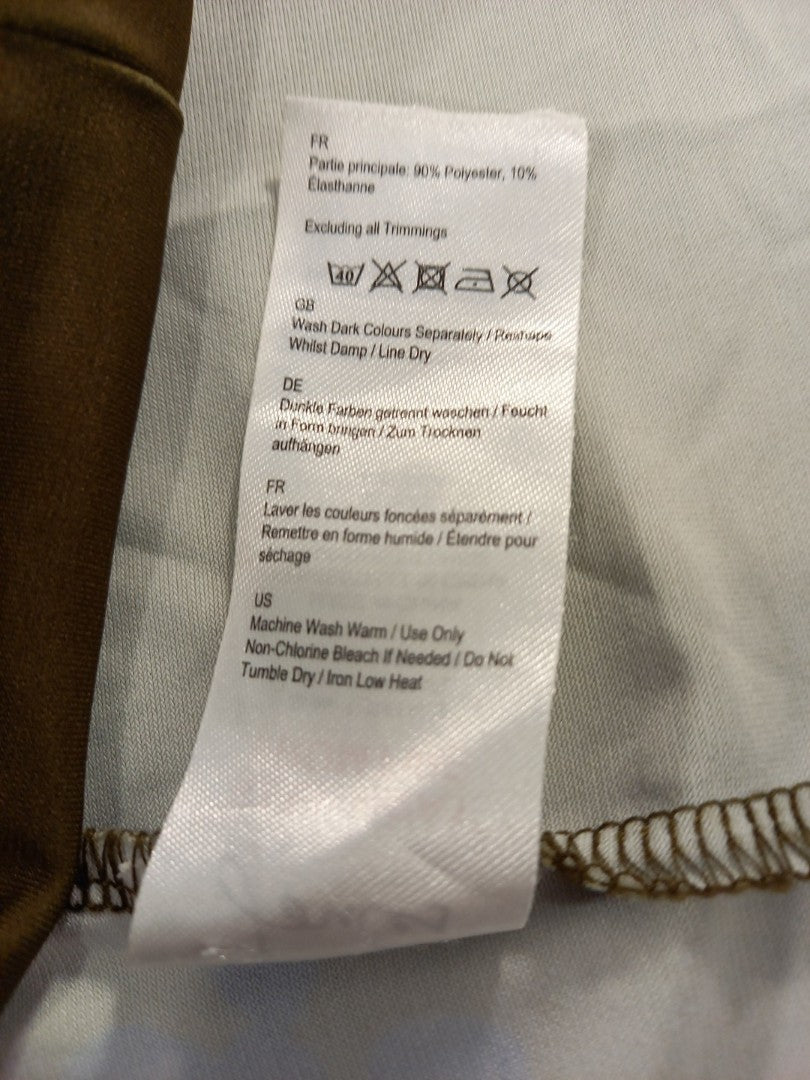 FR
Partie principale: 90% Polyester, 10%
Élasthanne
Excluding all Trimmings
40
GB
Wash Dark Colours Separately / Reshape
Whilst Damp / Line Dry
DE
Dunkle Farben getrennt waschen / Feucht
in Form bringen / Zum Trocknen
aufhängen
FR
Laver les couleurs foncées séparément /
Remettre en forme humide / Étendre pour
séchage
US
Machine Wash Warm / Use Only
Non-Chlorine Bleach If Needed / Do Not
Tumble Dry / Iron Low Heat